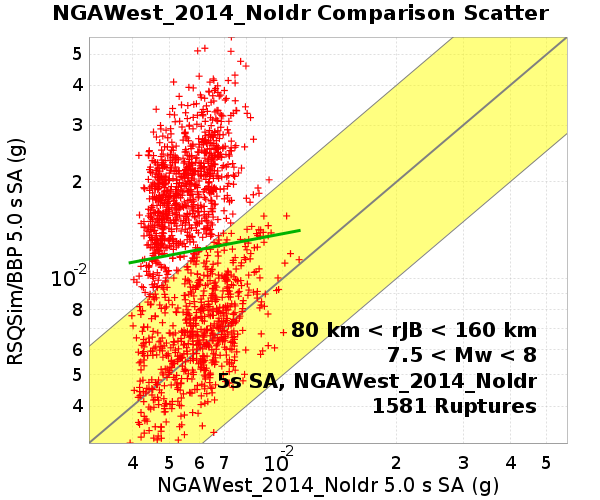 NGAWest_2014_NoIdr Comparison Scatter
RSQSim/BBP 5.0 s SA (g)
5
4
3
2
10-2
8
6
5
4
80 km < rJB < 160 km
7.5 < Mw < 8
5s SA, NGAWest_2014_NoIdr
1581 Ruptures
4 5 6 7 10-2 2 3 4 5
NGAWest_2014_NoIdr 5.0 s SA (g)